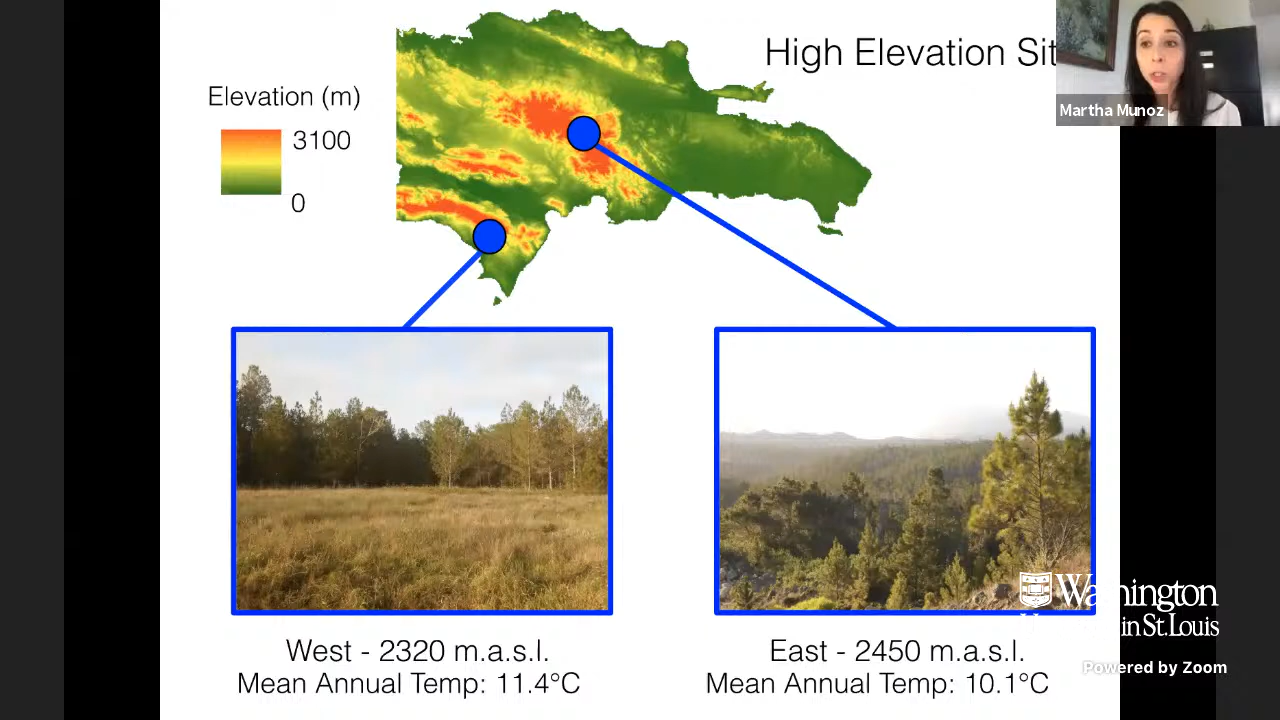 High Elevation Sit
Martha Munoz
Elevation (m)
3100
0
West - 2320 m.a.s.l.
Mean Annual Temp: 11.4°C
East - 2450 m.a.s.l.
Mean Annual Temp: 10.1°C
Washington
in St. Louis
Powered by Zoom